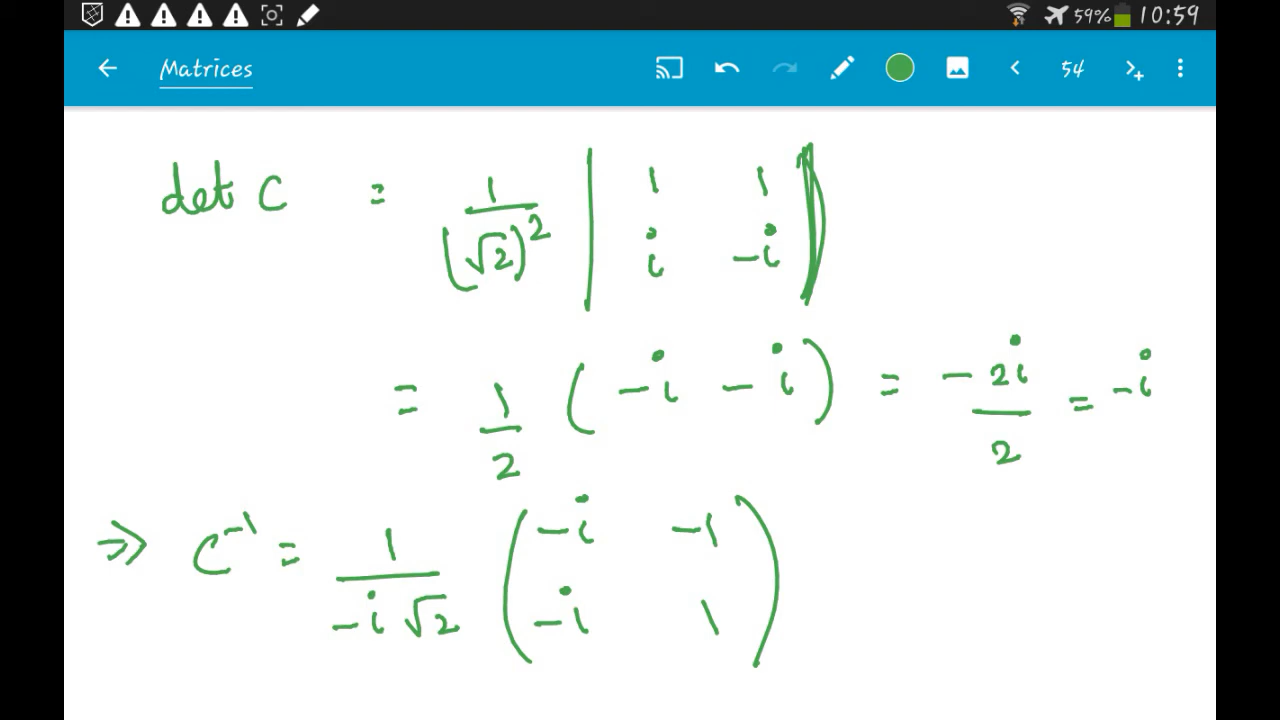 59% 10:59
Matrices 54
det C = 1/(√2)² | 1 1 |
| i -i |
= 1/2 ( -i - i ) = -2i/2 = -i
⇒ C⁻¹ = 1/(-i√2) ( -i -1 )
( -i 1 )